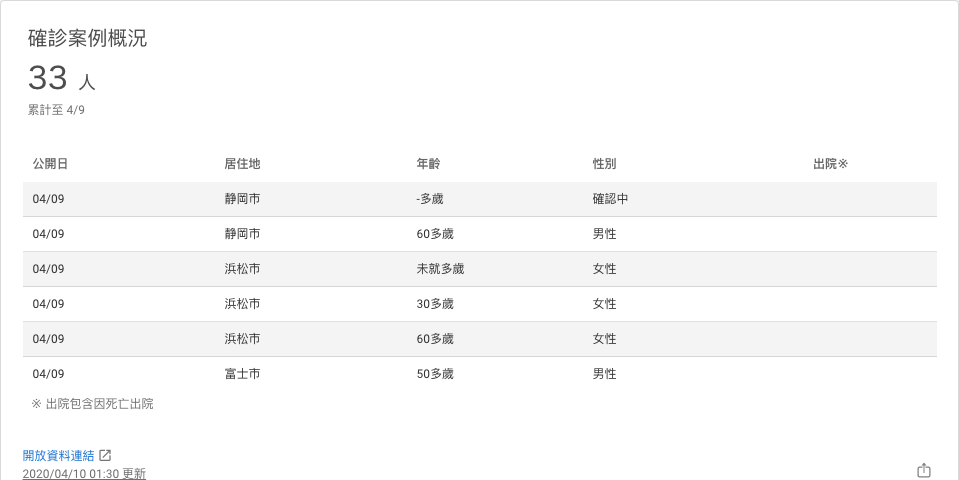 確診案例概況
33 人
累計至 4/9
公開日 居住地 年齡 性別 出院※
04/09 静岡市 -多歲 確認中
04/09 静岡市 60多歲 男性
04/09 浜松市 未就多歲 女性
04/09 浜松市 30多歲 女性
04/09 浜松市 60多歲 女性
04/09 富士市 50多歲 男性
※ 出院包含因死亡出院
開放資料連結
2020/04/10 01:30 更新